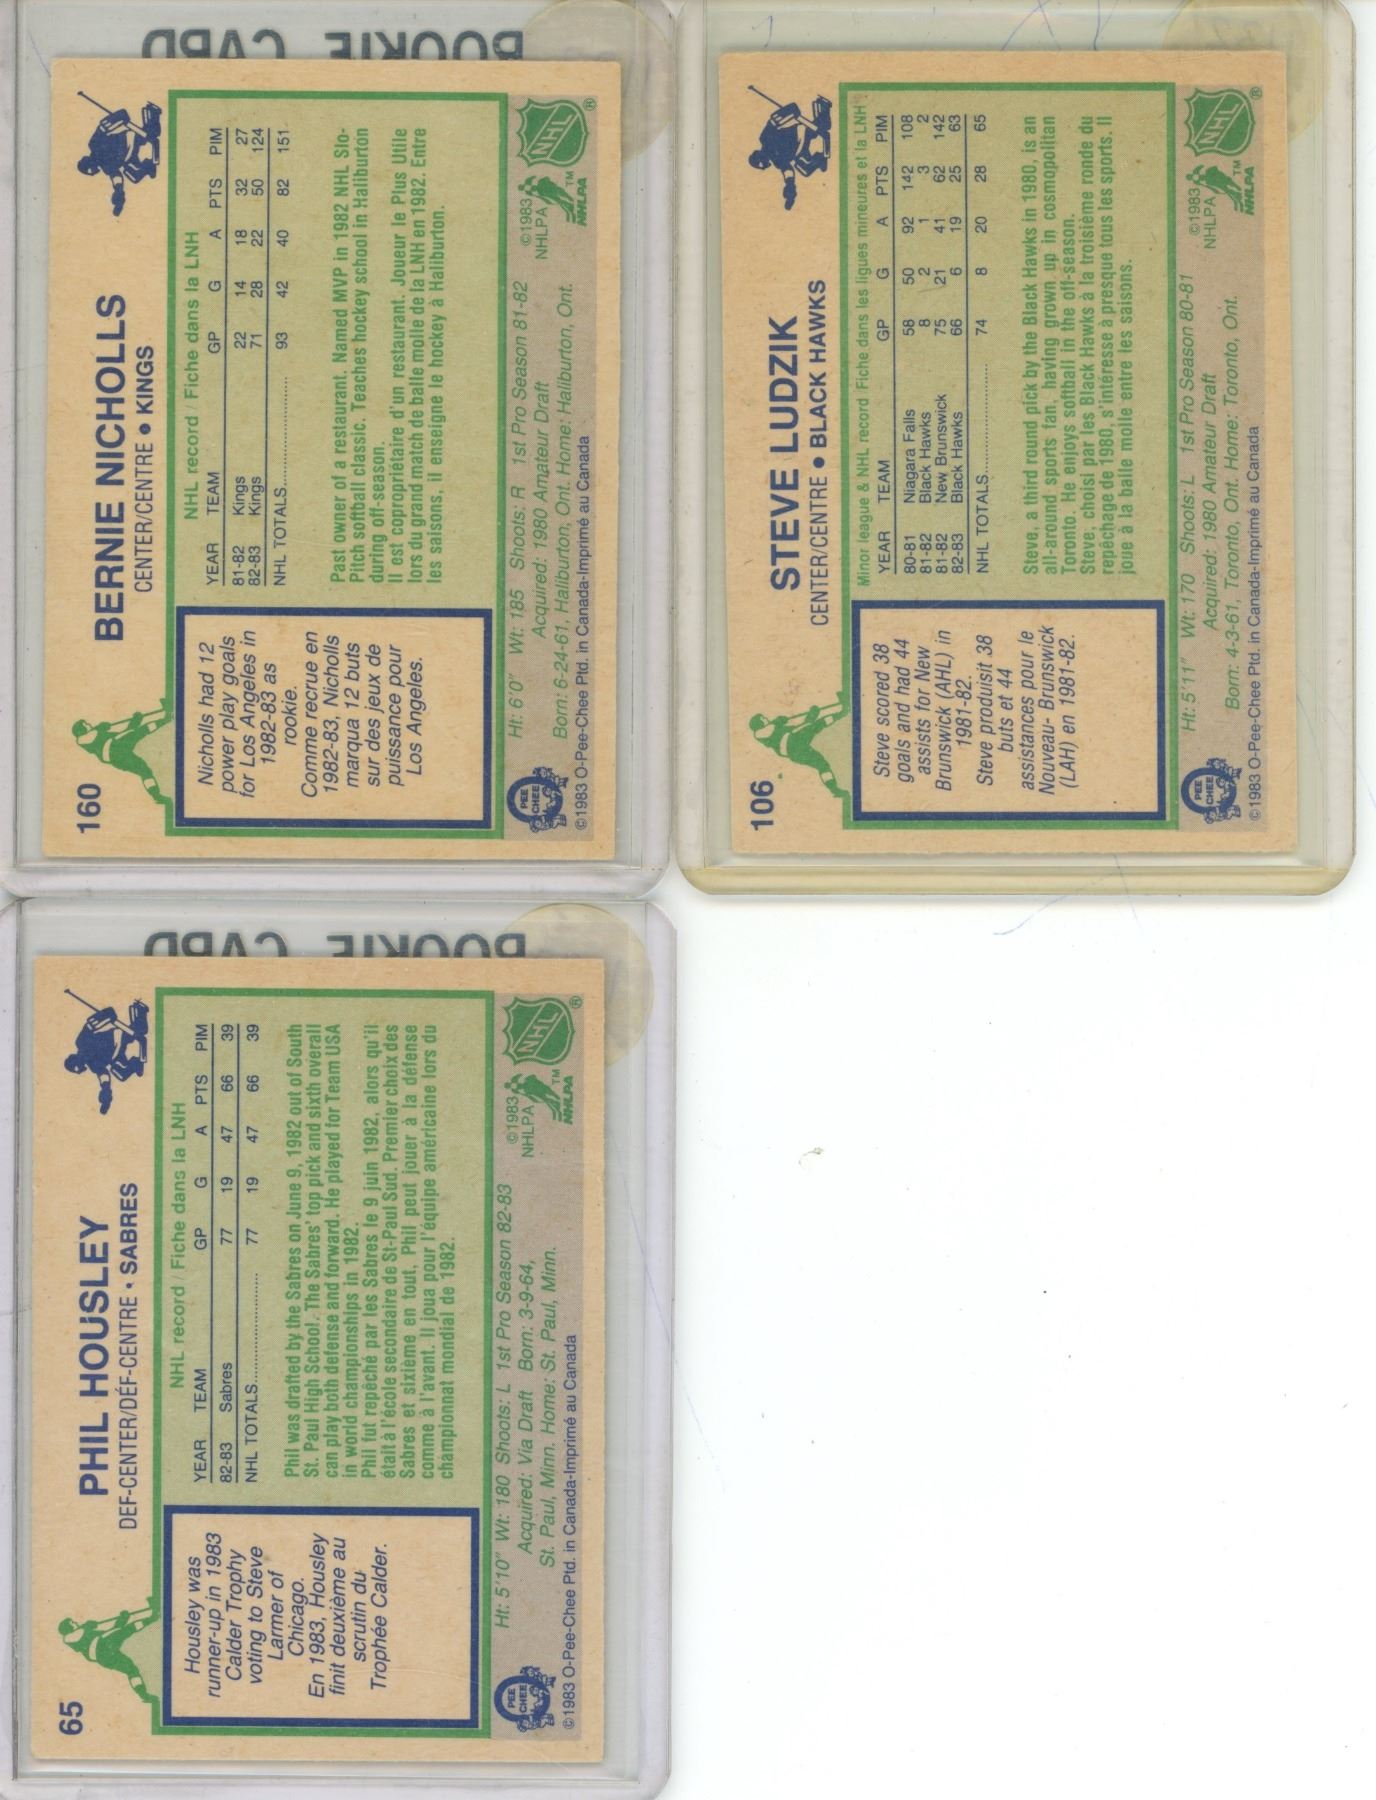 ROOKIE CARD
160
BERNIE NICHOLLS
CENTER/CENTRE • KINGS
Nicholls had 12
power play goals
for Los Angeles in
1982-83 as
rookie.
Comme recrue en
1982-83, Nicholls
marqua 12 buts
sur des jeux de
puissance pour
Los Angeles.
NHL record / Fiche dans la LNH
YEAR TEAM GP G A PTS PIM
81-82 Kings 22 14 18 32 27
82-83 Kings 71 28 22 50 124
NHL TOTALS.................. 93 42 40 82 151
Past owner of a restaurant. Named MVP in 1982 NHL Slo-
Pitch softball classic. Teaches hockey school in Haliburton
during off-season.
Il est copropriétaire d'un restaurant. Joueur le Plus Utile
lors du grand match de balle molle de la LNH en 1982. Entre
les saisons, il enseigne le hockey à Haliburton.
Ht: 6'0" Wt: 185 Shoots: R 1st Pro Season 81-82
Acquired: 1980 Amateur Draft
Born: 6-24-61, Haliburton, Ont. Home: Haliburton, Ont.
©1983 O-Pee-Chee Ptd. in Canada-Imprimé au Canada
PEE
CHEE
©1983
NHLPA
TM
NHLPA
NHL
®
106
STEVE LUDZIK
CENTER/CENTRE • BLACK HAWKS
Steve scored 38
goals and had 44
assists for New
Brunswick (AHL) in
1981-82.
Steve produisit 38
buts et 44
assistances pour le
Nouveau- Brunswick
(LAH) en 1981-82.
Minor league & NHL record / Fiche dans les ligues mineures et la LNH
YEAR TEAM GP G A PTS PIM
80-81 Niagara Falls 58 50 92 142 108
81-82 Black Hawks 8 2 1 3 2
81-82 New Brunswick 75 21 41 62 142
82-83 Black Hawks 66 6 19 25 63
NHL TOTALS.................. 74 8 20 28 65
Steve, a third round pick by the Black Hawks in 1980, is an
all-around sports fan, having grown up in cosmopolitan
Toronto. He enjoys softball in the off-season.
Steve, choisi par les Black Hawks à la troisième ronde du
repéchage de 1980, s'intéresse à presque tous les sports. Il
joue à la balle molle entre les saisons.
Ht: 5'11" Wt: 170 Shoots: L 1st Pro Season 80-81
Acquired: 1980 Amateur Draft
Born: 4-3-61, Toronto, Ont. Home: Toronto, Ont.
©1983 O-Pee-Chee Ptd. in Canada-Imprimé au Canada
PEE
CHEE
©1983
NHLPA
TM
NHLPA
NHL
®
ROOKIE CARD
65
PHIL HOUSLEY
DEF-CENTER/DÉF-CENTRE • SABRES
Housley was
runner-up in 1983
Calder Trophy
voting to Steve
Larmer of
Chicago.
En 1983, Housley
finit deuxième au
scrutin du
Trophée Calder.
NHL record / Fiche dans la LNH
YEAR TEAM GP G A PTS PIM
82-83 Sabres 77 19 47 66 39
NHL TOTALS.................. 77 19 47 66 39
Phil was drafted by the Sabres on June 9, 1982 out of South
St. Paul High School. The Sabres' top pick and sixth overall
can play both defense and forward. He played for Team USA
in world championships in 1982.
Phil fut repêché par les Sabres le 9 juin 1982, alors qu'il
était à l'école secondaire de St-Paul Sud. Premier choix des
Sabres et sixième en tout, Phil peut jouer à la défense
comme à l'avant. Il joua pour l'équipe américaine lors du
championnat mondial de 1982.
Ht: 5'10" Wt: 180 Shoots: L 1st Pro Season 82-83
Acquired: Via Draft Born: 3-9-64,
St. Paul, Minn. Home: St. Paul, Minn.
©1983 O-Pee-Chee Ptd. in Canada-Imprimé au Canada
PEE
CHEE
©1983
NHLPA
TM
NHLPA
NHL
®